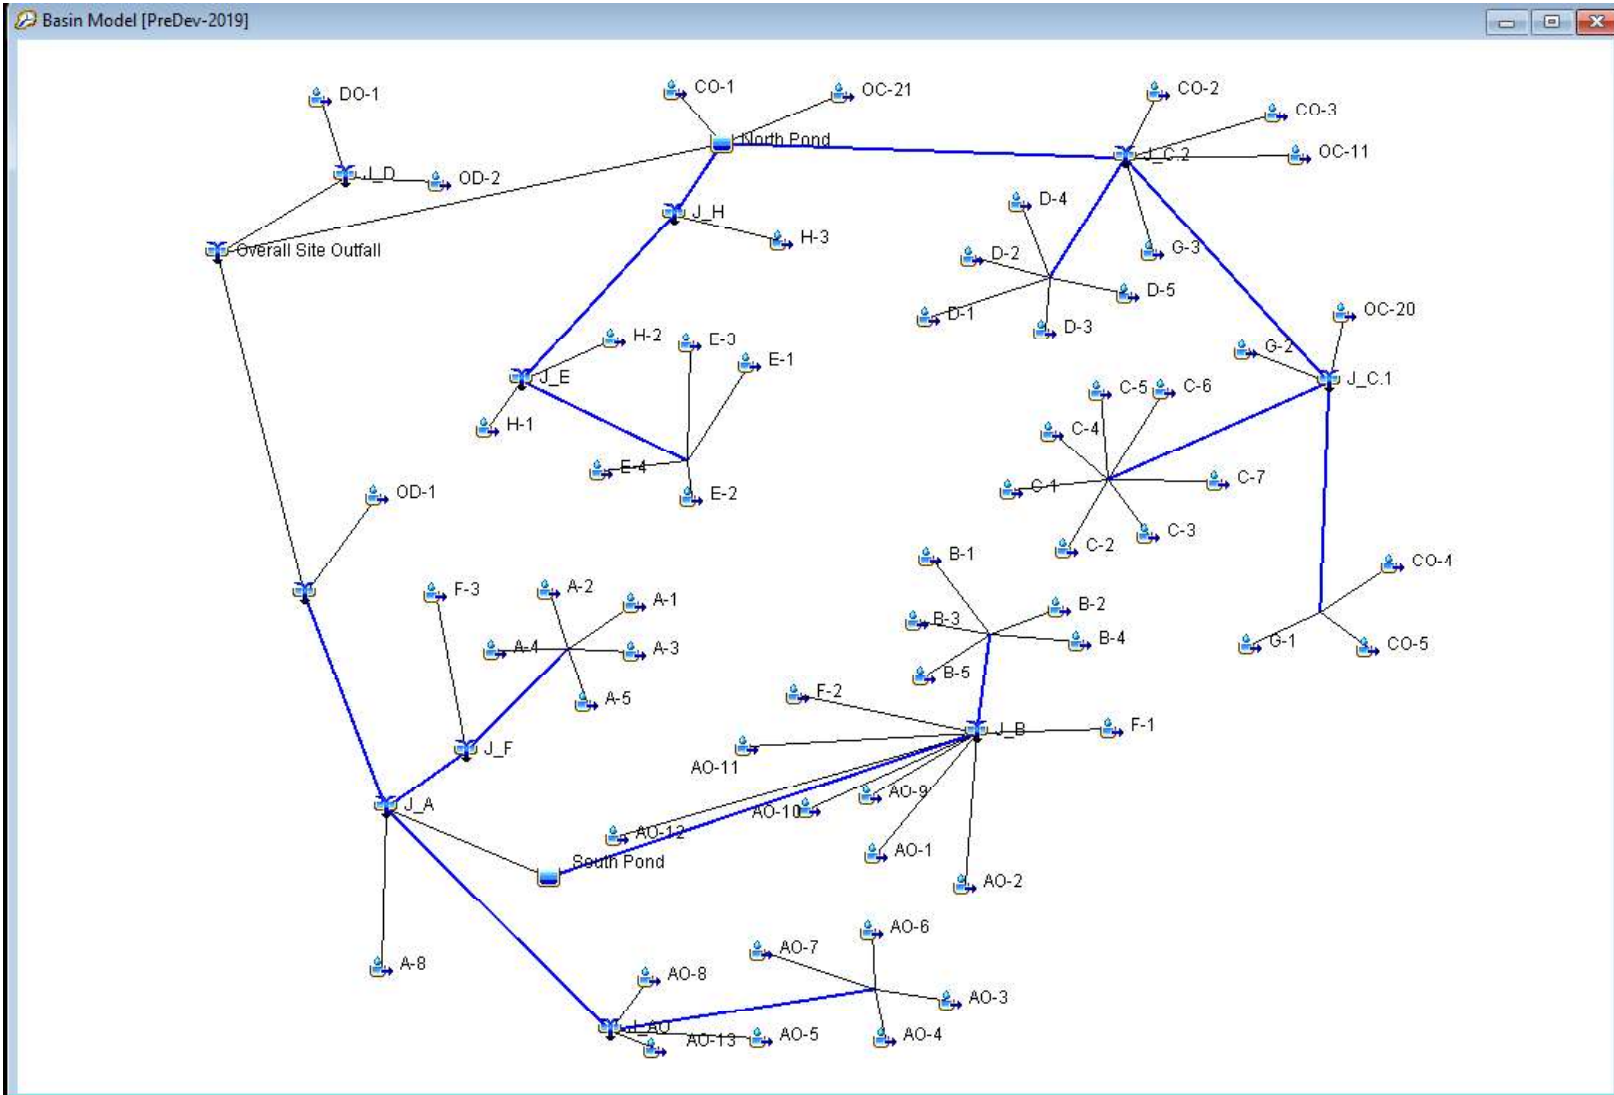 Basin Model [PreDev-2019]
DO-1
CO-1
OC-21
CO-2
CO-3
North Pond
J_C.2
OC-11
J_D
OD-2
D-4
J_H
H-3
G-3
Overall Site Outfall
D-2
D-5
D-1
D-3
OC-20
H-2
E-3
E-1
G-2
J_E
J_C.1
C-5
C-6
H-1
C-4
E-4
C-7
C-1
E-2
OD-1
C-3
C-2
B-1
CO-4
A-2
F-3
A-1
B-2
B-3
B-4
G-1
CO-5
A-4
A-3
B-5
F-2
A-5
J_B
F-1
J_F
AO-11
AO-9
J_A
AO-10
AO-12
AO-1
South Pond
AO-2
AO-6
AO-7
A-8
AO-8
AO-3
J_AO
AO-13
AO-5
AO-4